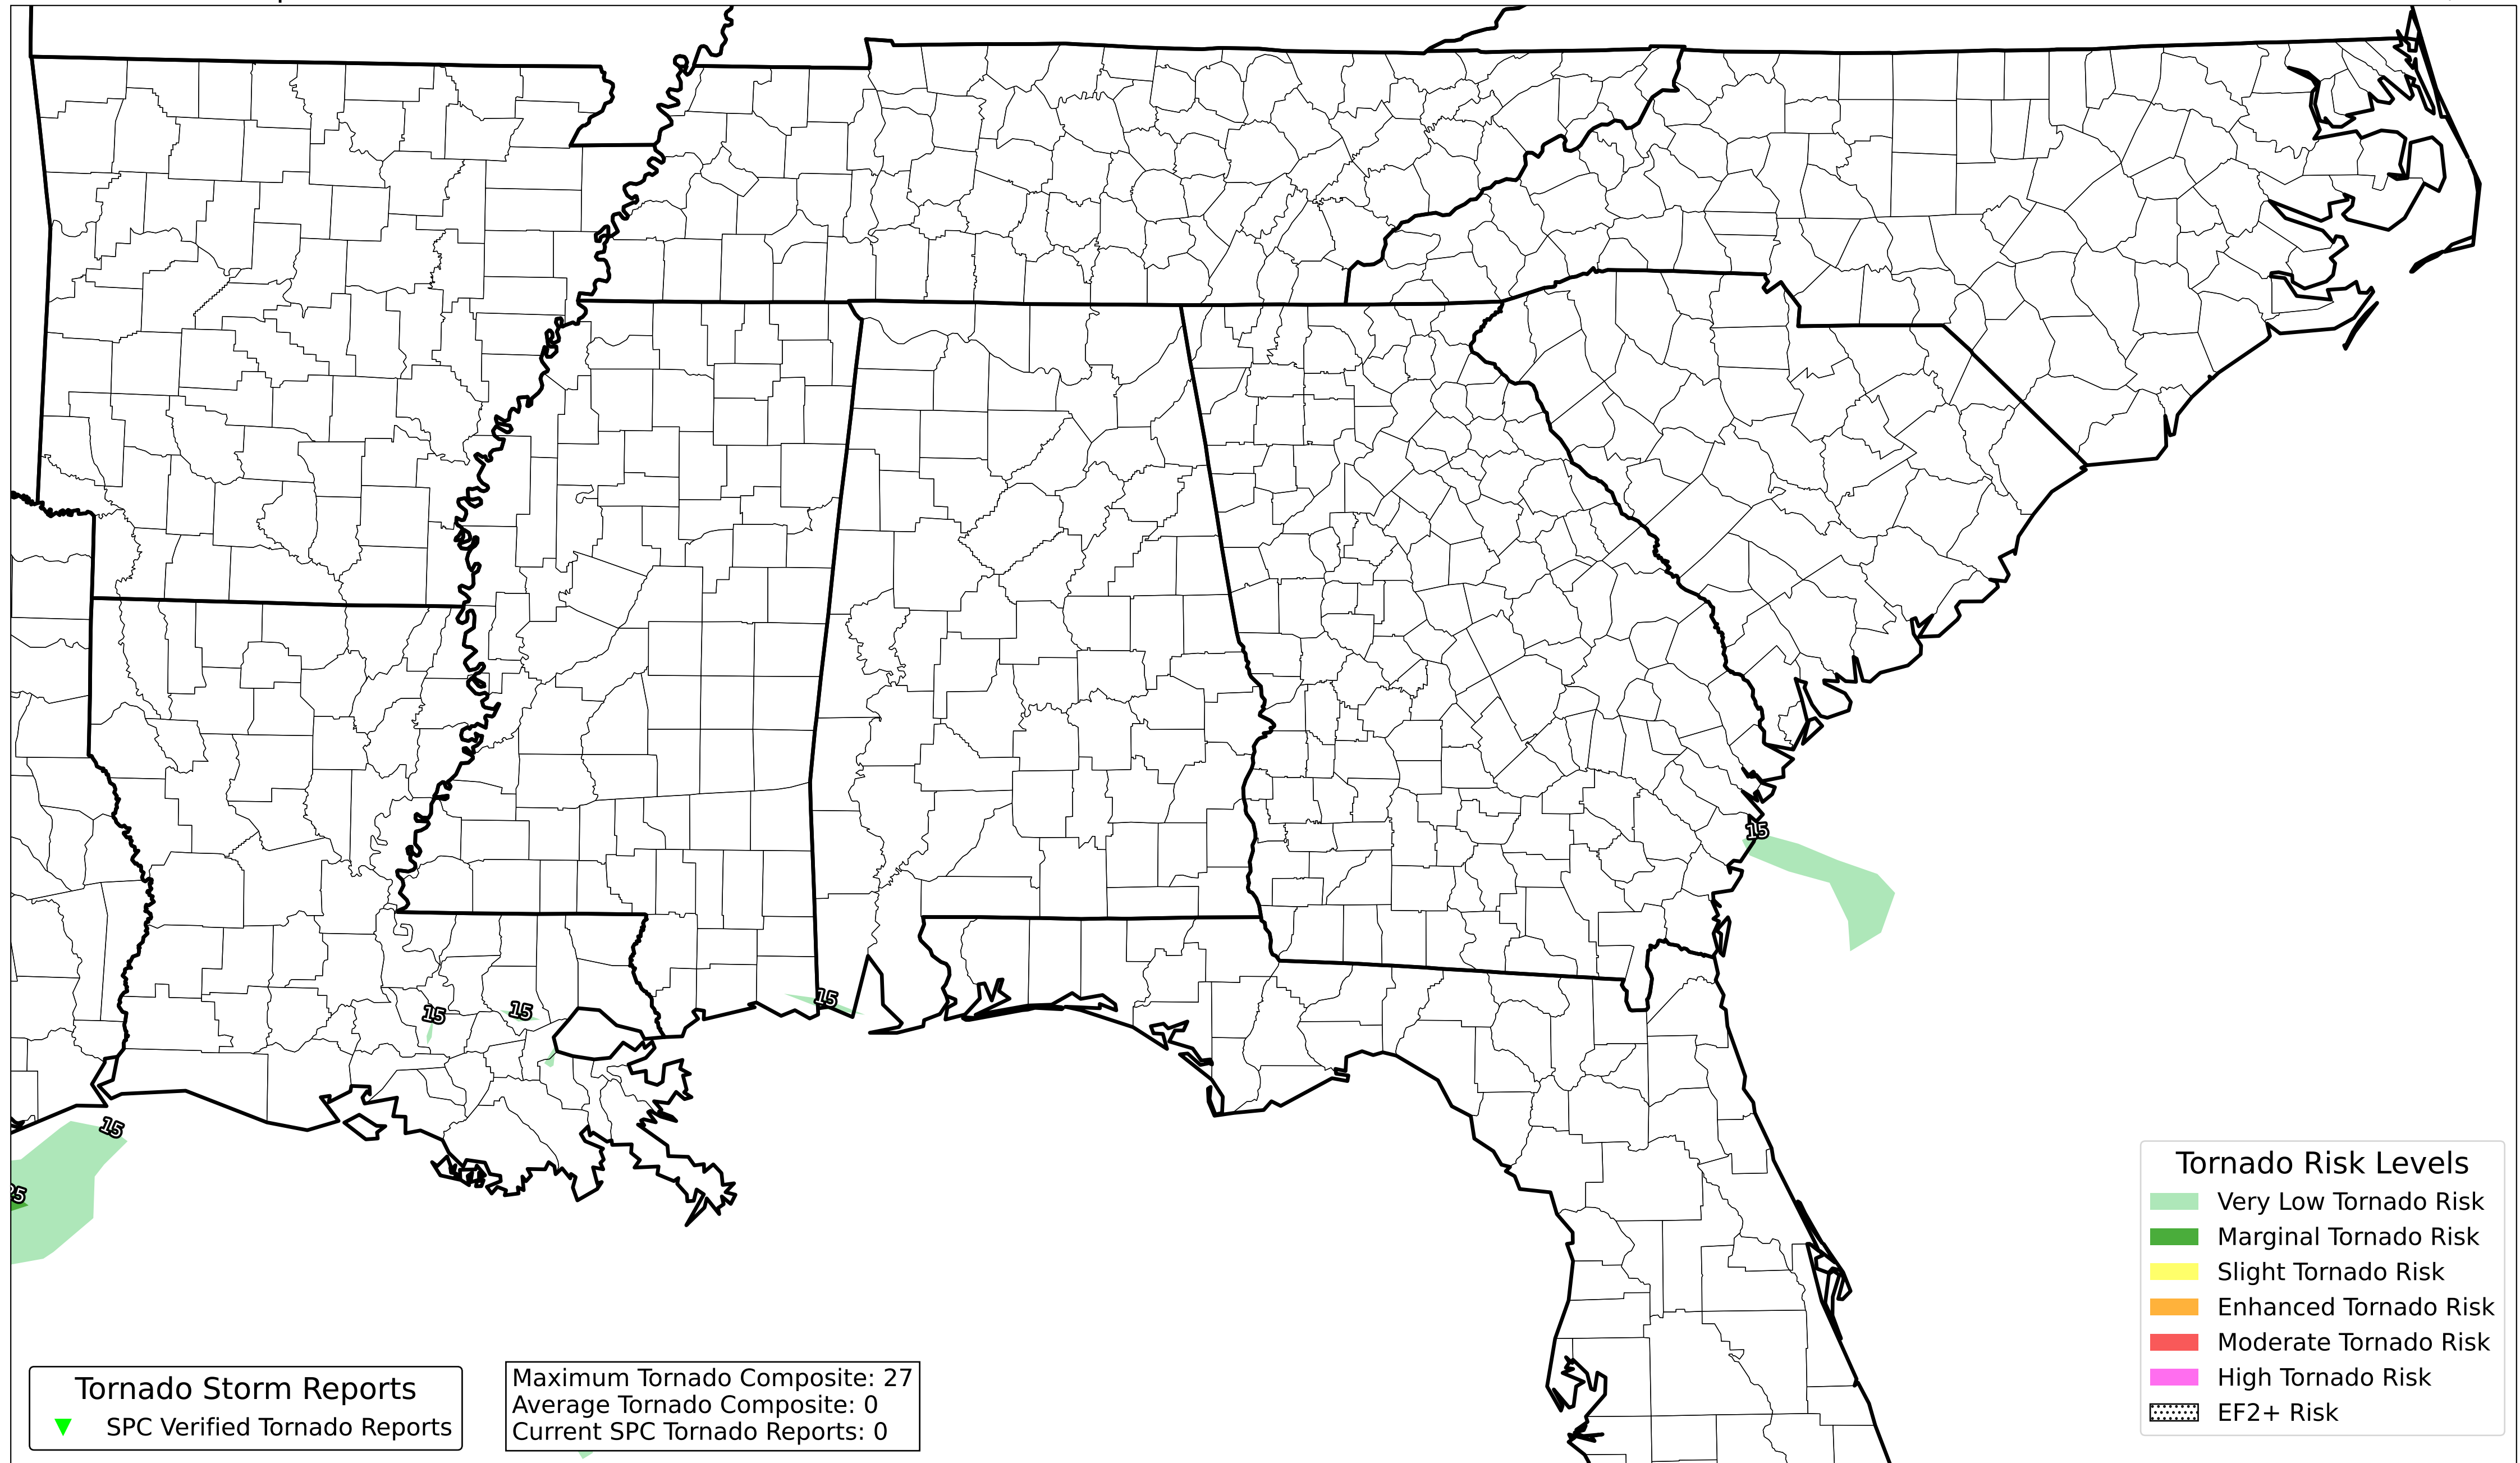 15
15
15
15
15
Tornado Risk Levels
Very Low Tornado Risk
Marginal Tornado Risk
Slight Tornado Risk
Enhanced Tornado Risk
Moderate Tornado Risk
High Tornado Risk
EF2+ Risk
Tornado Storm Reports
SPC Verified Tornado Reports
Maximum Tornado Composite: 27
Average Tornado Composite: 0
Current SPC Tornado Reports: 0